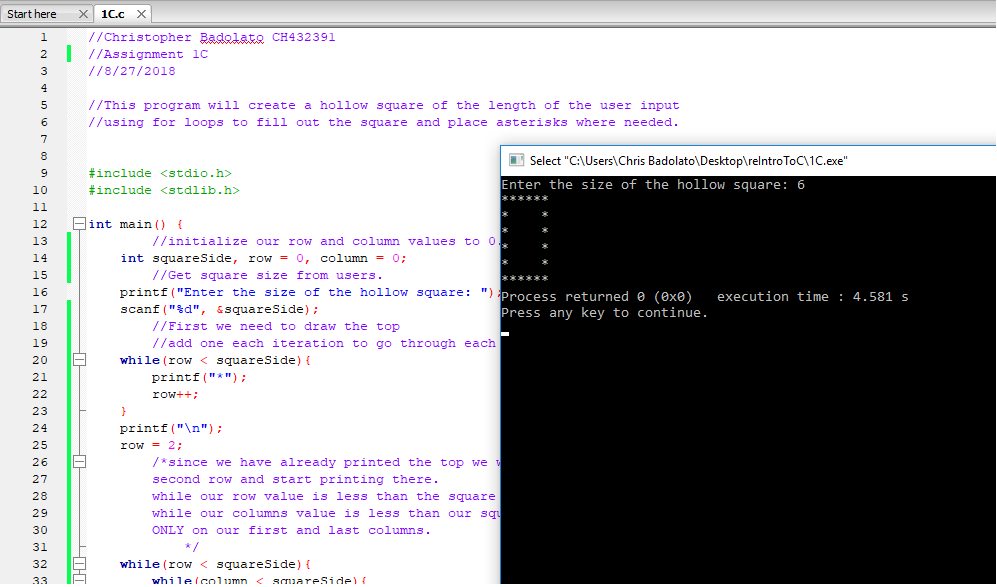 Start here 1C.c
1 //Christopher Badolato CH432391
2 //Assignment 1C
3 //8/27/2018
4
5 //This program will create a hollow square of the length of the user input
6 //using for loops to fill out the square and place asterisks where needed.
7
8
9 #include <stdio.h>
10 #include <stdlib.h>
11
12 int main() {
13 //initialize our row and column values to 0.
14 int squareSide, row = 0, column = 0;
15 //Get square size from users.
16 printf("Enter the size of the hollow square: ");
17 scanf("%d", &squareSide);
18 //First we need to draw the top
19 //add one each iteration to go through each
20 while(row < squareSide){
21 printf("*");
22 row++;
23 }
24 printf("\n");
25 row = 2;
26 /*since we have already printed the top we w
27 second row and start printing there.
28 while our row value is less than the square
29 while our columns value is less than our squ
30 ONLY on our first and last columns.
31 */
32 while(row < squareSide){
33 while(column < squareSide){
Select "C:\Users\Chris Badolato\Desktop\reIntroToC\1C.exe"
Enter the size of the hollow square: 6
******
*    *
*    *
*    *
*    *
******
Process returned 0 (0x0)   execution time : 4.581 s
Press any key to continue.